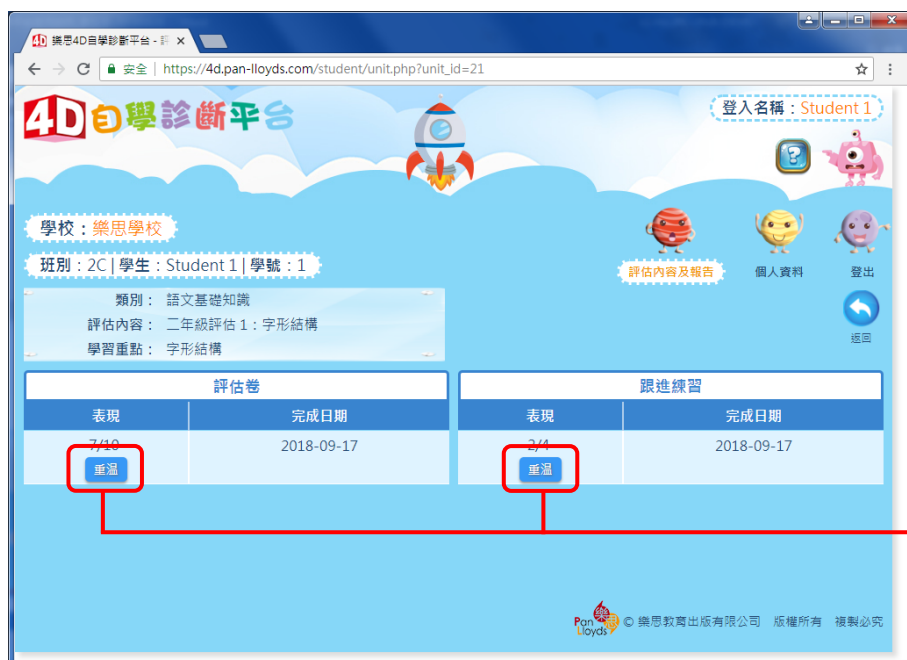 樂思4D自學診斷平台 - 評
安全 | https://4d.pan-lloyds.com/student/unit.php?unit_id=21
4D自學診斷平台
登入名稱：Student 1
學校：樂思學校
班別：2C | 學生：Student 1 | 學號：1
評估內容及報告
個人資料
登出
類別： 語文基礎知識
評估內容： 二年級評估 1：字形結構
學習重點： 字形結構
返回
評估卷
跟進練習
表現 完成日期
表現 完成日期
7/10 2018-09-17
2/4 2018-09-17
重溫
重溫
Pan Lloyds © 樂思教育出版有限公司 版權所有 複製必究